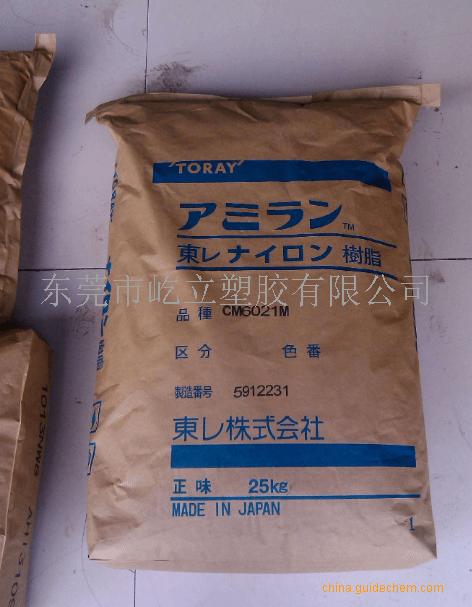 TORAY
アミラン™
東レ ナイロン 樹脂
东莞市屹立塑胶有限公司
品種 CM6021M
区分 色番
製造番号 5912231
東レ株式会社
正味 25kg
MADE IN JAPAN
1
1013NW6
china.guidechem.com